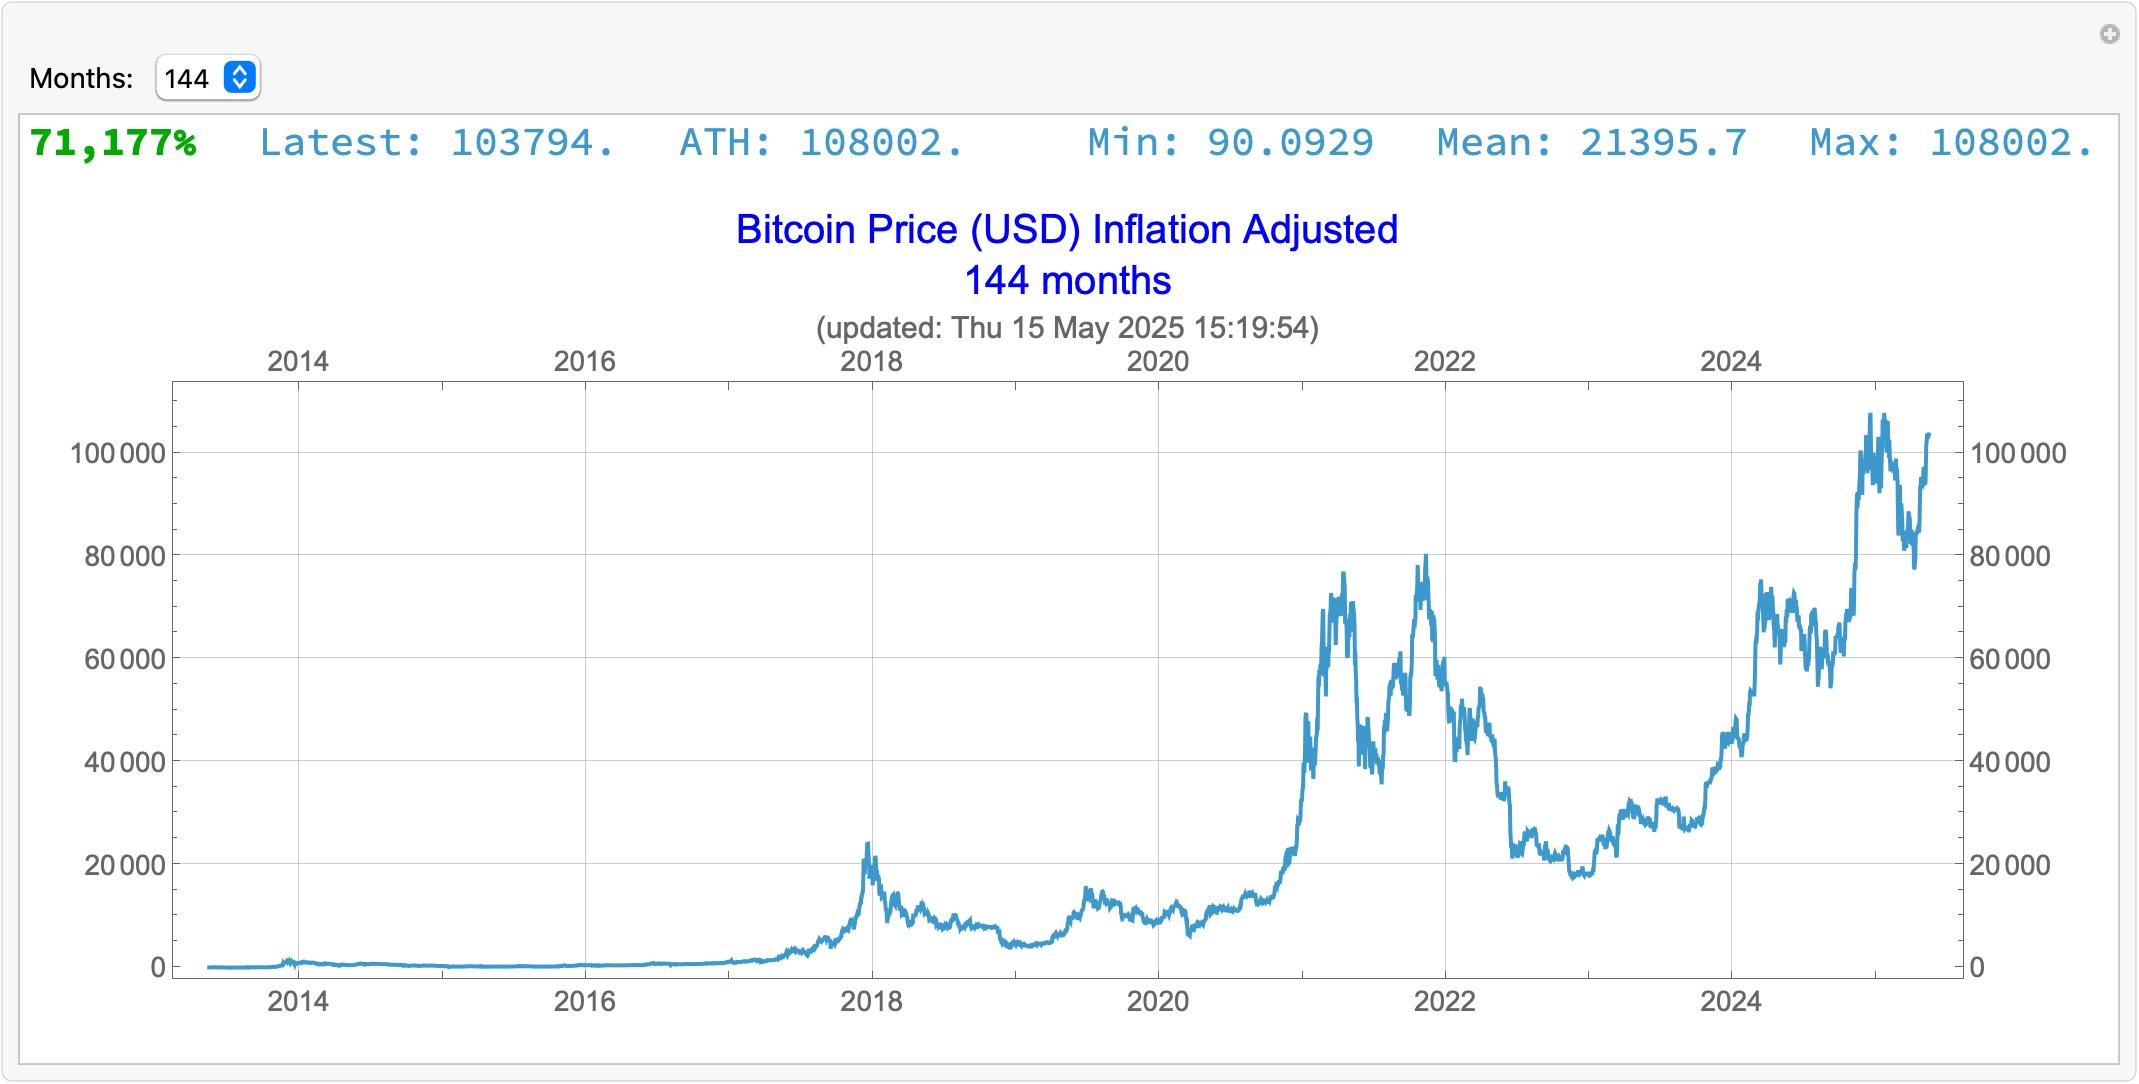 Months: 144
71,177% Latest: 103794. ATH: 108002. Min: 90.0929 Mean: 21395.7 Max: 108002.
Bitcoin Price (USD) Inflation Adjusted
144 months
(updated: Thu 15 May 2025 15:19:54)
2014 2016 2018 2020 2022 2024
100 000 100 000
80 000 80 000
60 000 60 000
40 000 40 000
20 000 20 000
0 0
2014 2016 2018 2020 2022 2024